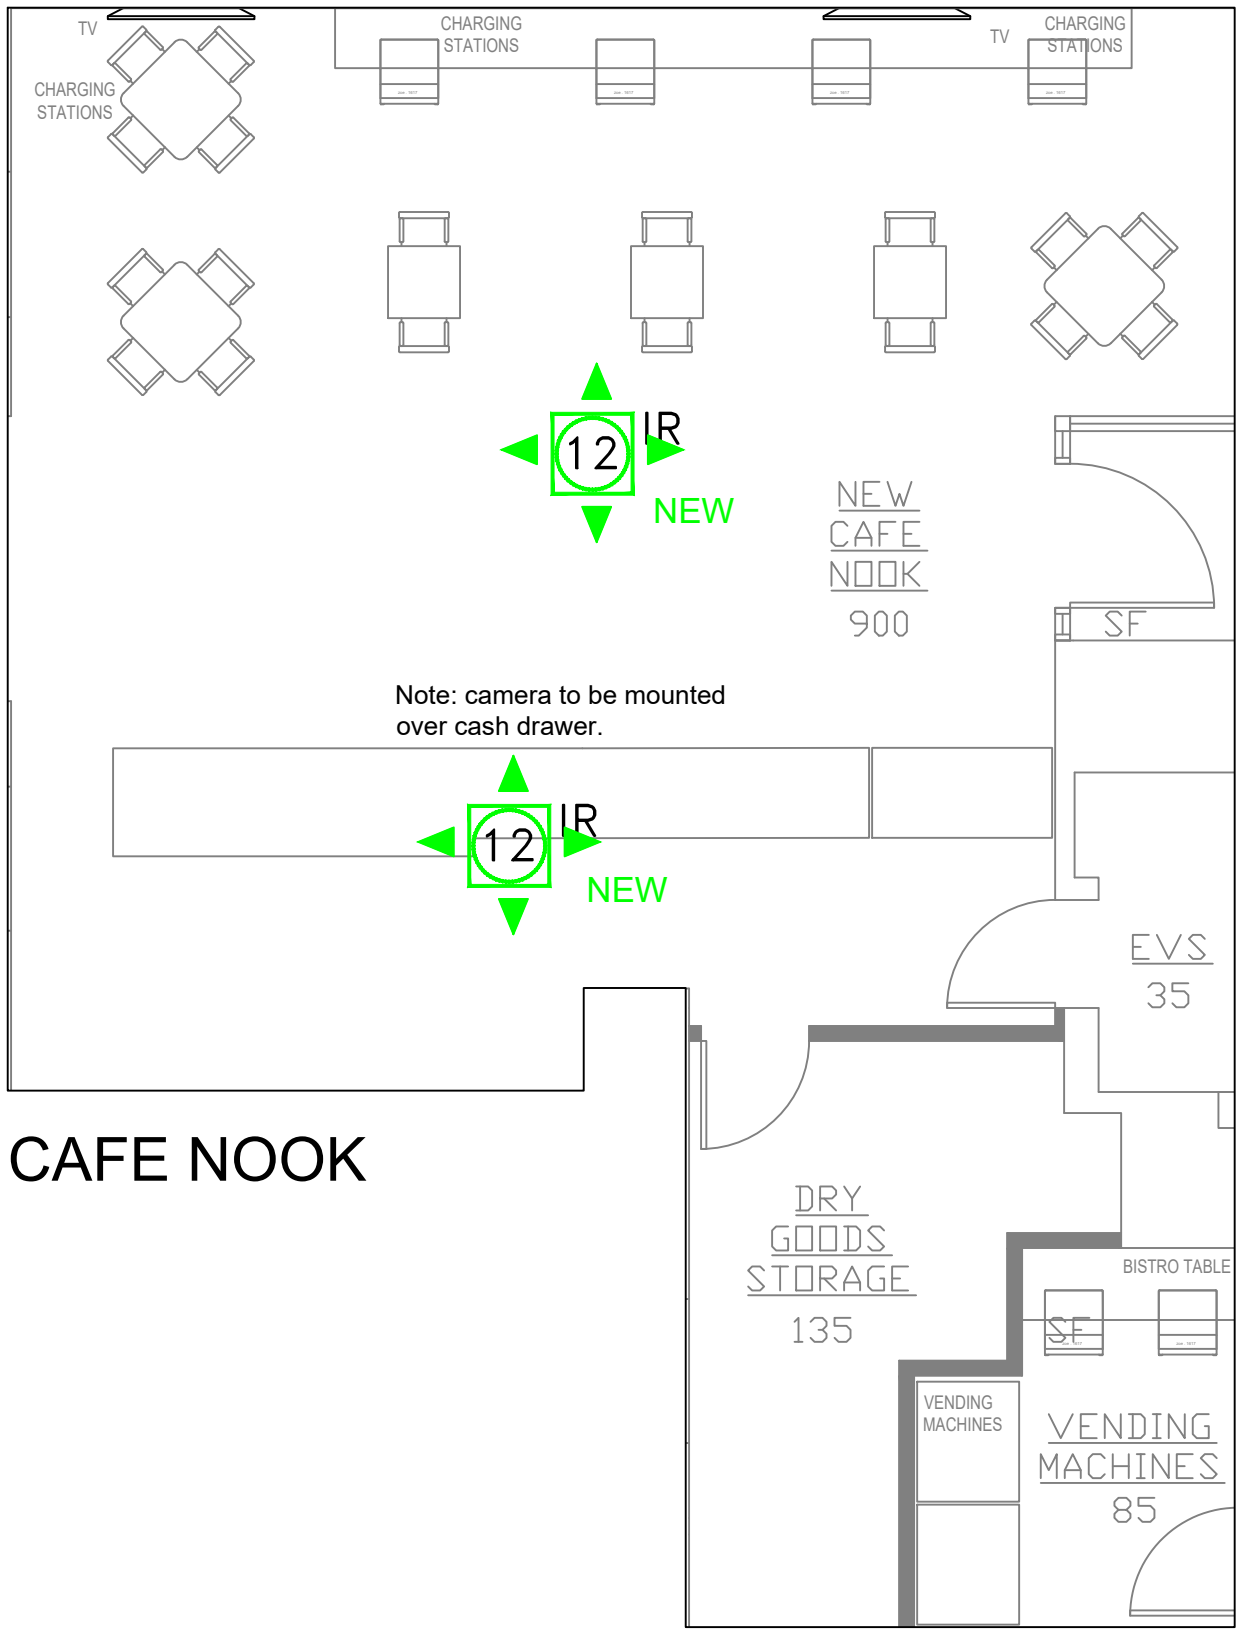 TV
CHARGING
STATIONS
CHARGING
STATIONS
TV
CHARGING
STATIONS
IR
12
NEW
NEW
CAFE
NOOK
900
SF
Note: camera to be mounted
over cash drawer.
IR
12
NEW
EVS
35
CAFE NOOK
DRY
GOODS
STORAGE
135
BISTRO TABLE
SF
VENDING
MACHINES
VENDING
MACHINES
85